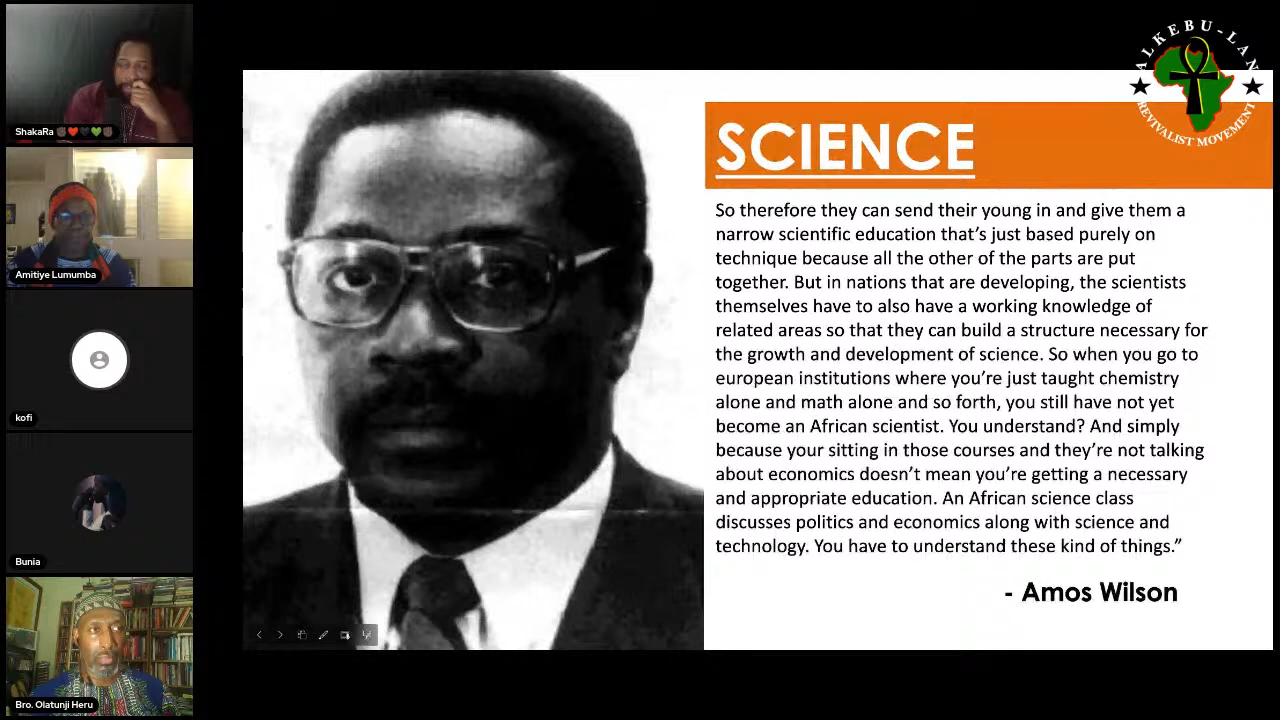 ALKEBU-LAN
REVIVALIST MOVEMENT
SCIENCE
So therefore they can send their young in and give them a
narrow scientific education that’s just based purely on
technique because all the other of the parts are put
together. But in nations that are developing, the scientists
themselves have to also have a working knowledge of
related areas so that they can build a structure necessary for
the growth and development of science. So when you go to
european institutions where you’re just taught chemistry
alone and math alone and so forth, you still have not yet
become an African scientist. You understand? And simply
because your sitting in those courses and they’re not talking
about economics doesn’t mean you’re getting a necessary
and appropriate education. An African science class
discusses politics and economics along with science and
technology. You have to understand these kind of things.”
- Amos Wilson
ShakaRa ✊🏿❤️🖤💚✊🏿
Amitiye Lumumba
kofi
Bunia
Bro. Olatunji Heru